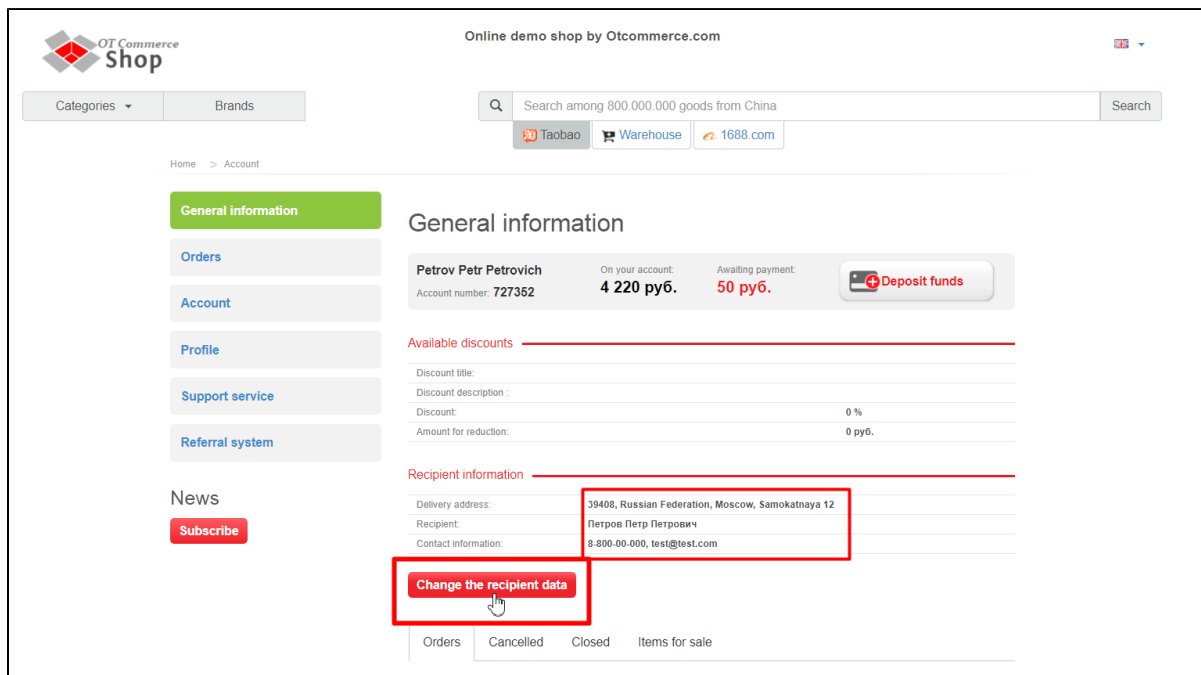 OT Commerce
Shop
Online demo shop by Otcommerce.com
Categories
Brands
Search among 800.000.000 goods from China
Search
Taobao
Warehouse
1688.com
Home > Account
General information
Orders
Account
Profile
Support service
Referral system
News
Subscribe
General information
Petrov Petr Petrovich
Account number: 727352
On your account:
4 220 руб.
Awaiting payment:
50 руб.
Deposit funds
Available discounts
Discount title:
Discount description :
Discount: 0 %
Amount for reduction: 0 руб.
Recipient information
Delivery address: 39408, Russian Federation, Moscow, Samokatnaya 12
Recipient: Петров Петр Петрович
Contact information: 8-800-00-000, test@test.com
Change the recipient data
Orders Cancelled Closed Items for sale